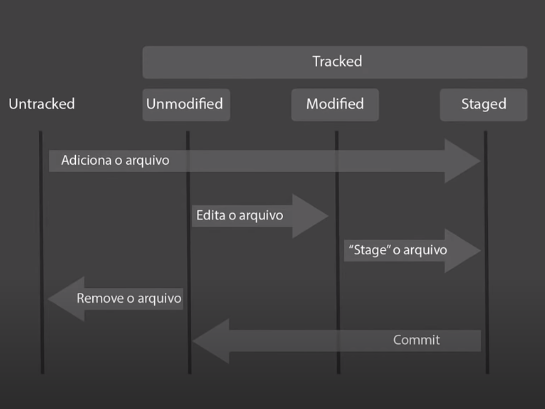 Tracked
Untracked
Unmodified
Modified
Staged
Adiciona o arquivo
Edita o arquivo
“Stage” o arquivo
Remove o arquivo
Commit